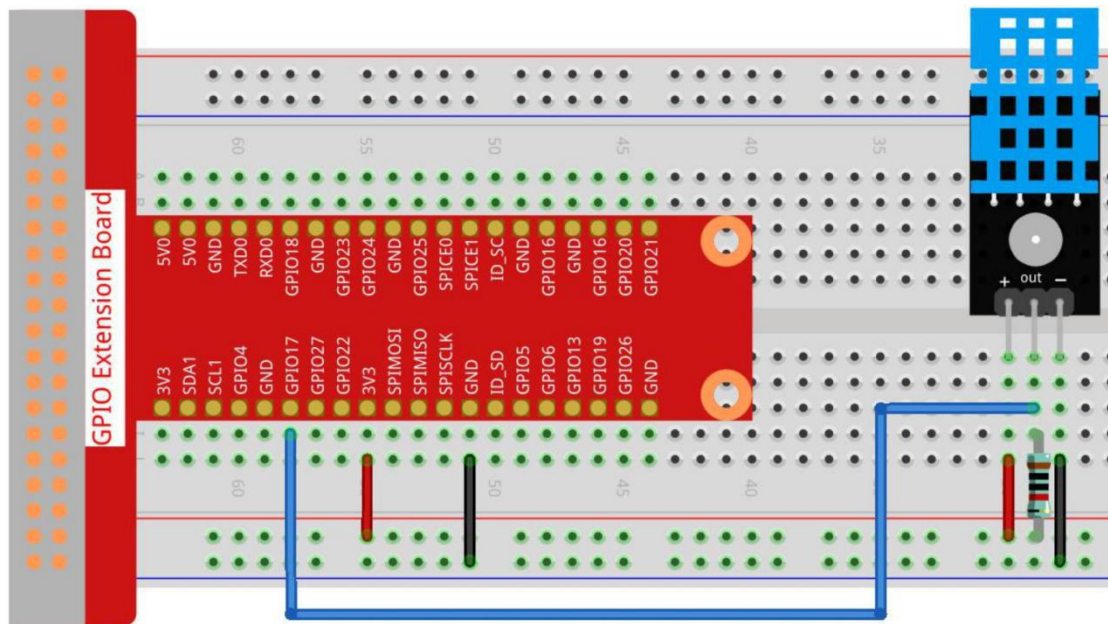 GPIO Extension Board
60
55
50
45
40
35
5V0
5V0
GND
TXD0
RXD0
GPIO18
GND
GPIO23
GPIO24
GND
GPIO25
SPICE0
SPICE1
ID_SC
GND
GPIO16
GND
GPIO16
GPIO20
GPIO21
+ out −
3V3
SDA1
SCL1
GPIO4
GND
GPIO17
GPIO27
GPIO22
3V3
SPIMOSI
SPIMISO
SPISCLK
GND
ID_SD
GPIO5
GPIO6
GPIO13
GPIO19
GPIO26
GND
60
50
45
40